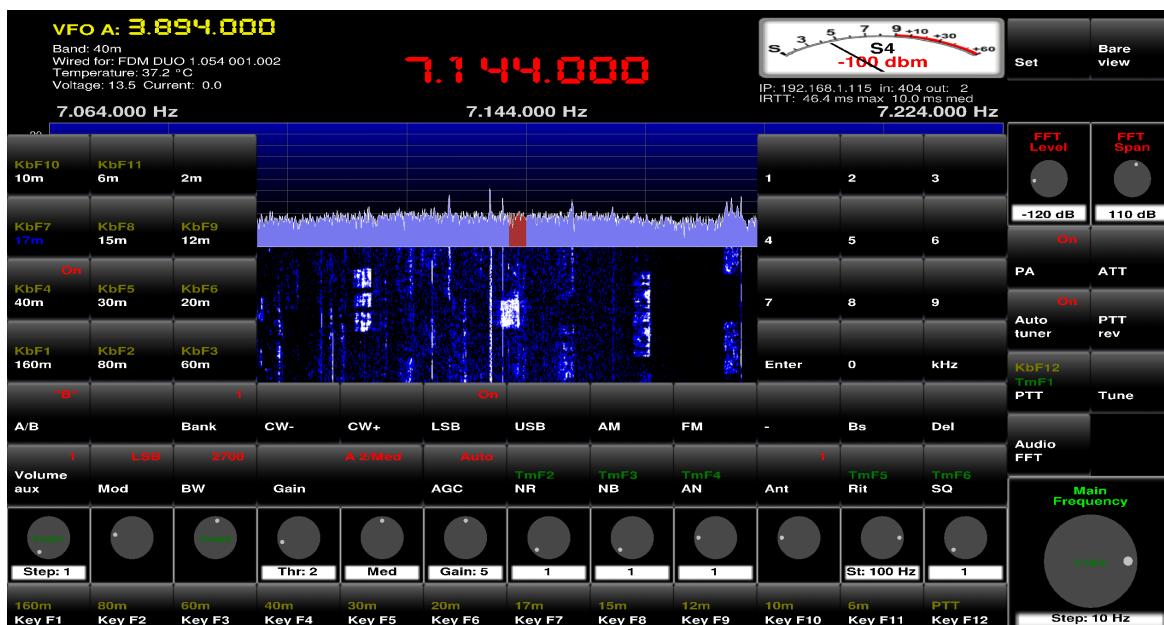 VFO A: 3.894.000
Band: 40m
Wired for: FDM DUO 1.054 001.002
Temperature: 37.2 °C
Voltage: 13.5 Current: 0.0
7.144.000
S 3 5 7 9 +10 +30 +60
S4
-100 dbm
IP: 192.168.1.115 in: 404 out: 2
IRTT: 46.4 ms max 10.0 ms med
Set
Bare
view
7.064.000 Hz 7.144.000 Hz 7.224.000 Hz
FFT
Level
FFT
Span
-120 dB 110 dB
KbF10 KbF11
10m 6m 2m
1 2 3
KbF7 KbF8 KbF9
17m 15m 12m
4 5 6
On
PA ATT
On
KbF4 KbF5 KbF6
40m 30m 20m
7 8 9
On
Auto
tuner
PTT
rev
KbF1 KbF2 KbF3
160m 80m 60m
Enter 0 kHz
KbF12
TmF1
PTT Tune
"B" 1 On
A/B Bank CW- CW+ LSB USB AM FM - Bs Del
Audio
FFT
1 LSB 2700 A 2/Med Auto TmF2 TmF3 TmF4 1 TmF5 TmF6
Volume
aux Mod BW Gain AGC NR NB AN Ant Rit SQ
Main
Frequency
Step: 1 Thr: 2 Med Gain: 5 1 1 1 St: 100 Hz 1
160m 80m 60m 40m 30m 20m 17m 15m 12m 10m 6m PTT
Key F1 Key F2 Key F3 Key F4 Key F5 Key F6 Key F7 Key F8 Key F9 Key F10 Key F11 Key F12
Step: 10 Hz